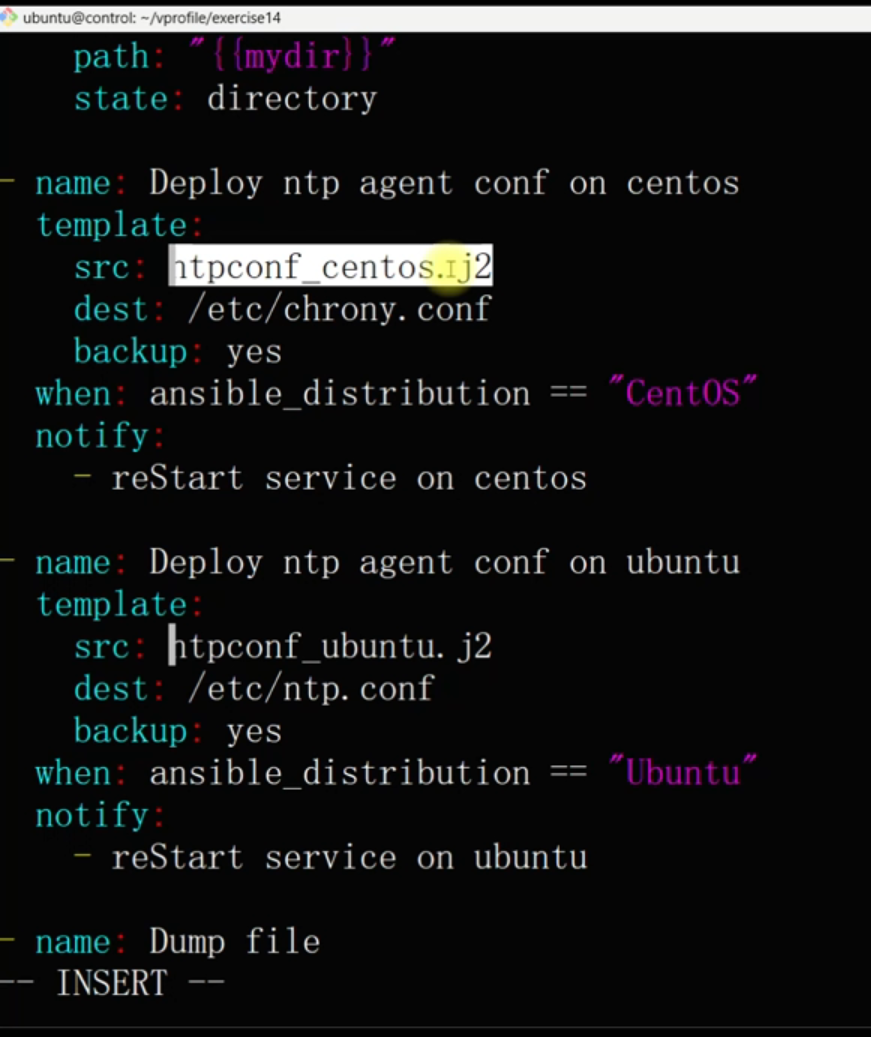 ubuntu@control: ~/vprofile/exercise14
path: "{{mydir}}"
state: directory
- name: Deploy ntp agent conf on centos
template:
src: ntpconf_centos.j2
dest: /etc/chrony.conf
backup: yes
when: ansible_distribution == "CentOS"
notify:
- reStart service on centos
- name: Deploy ntp agent conf on ubuntu
template:
src: ntpconf_ubuntu.j2
dest: /etc/ntp.conf
backup: yes
when: ansible_distribution == "Ubuntu"
notify:
- reStart service on ubuntu
- name: Dump file
-- INSERT --